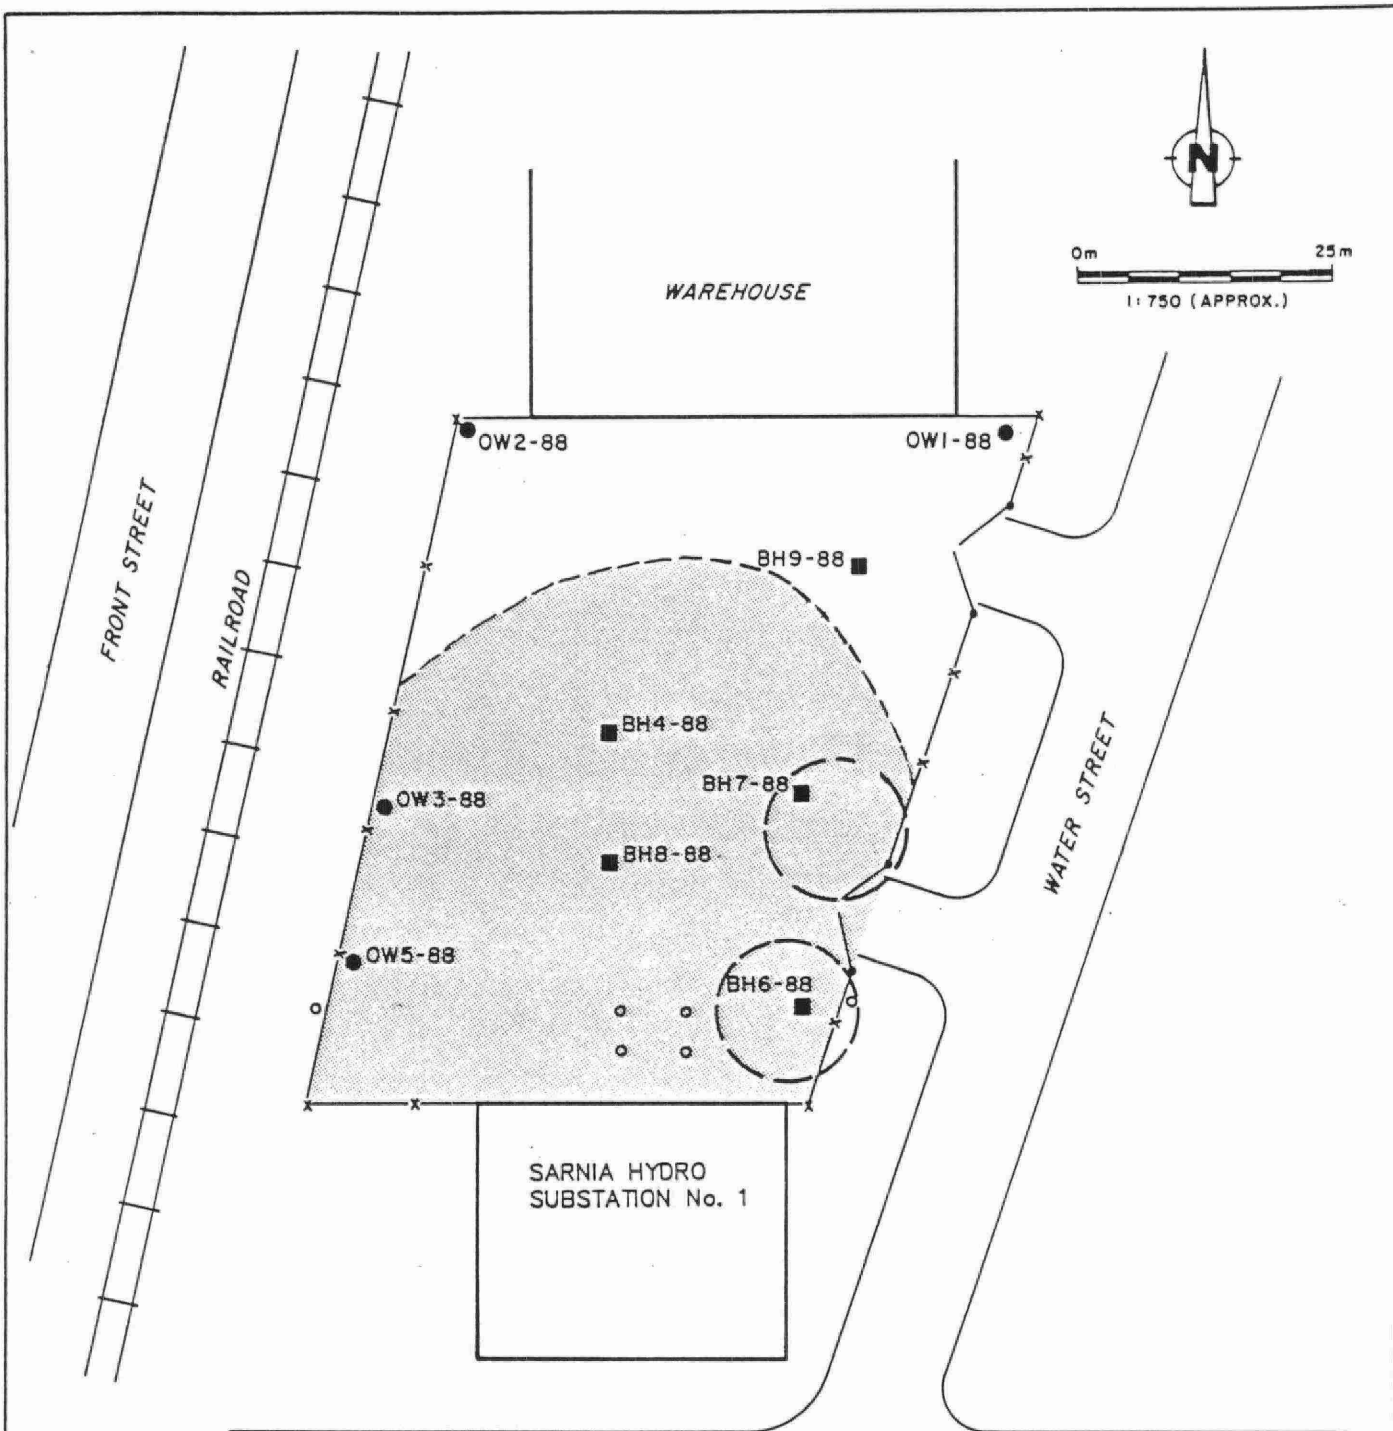 N
0m 25m
1:750 (APPROX.)
WAREHOUSE
OW2-88
OW1-88
FRONT STREET
RAILROAD
BH9-88
BH4-88
BH7-88
OW3-88
BH8-88
WATER STREET
OW5-88
BH6-88
SARNIA HYDRO
SUBSTATION No. 1